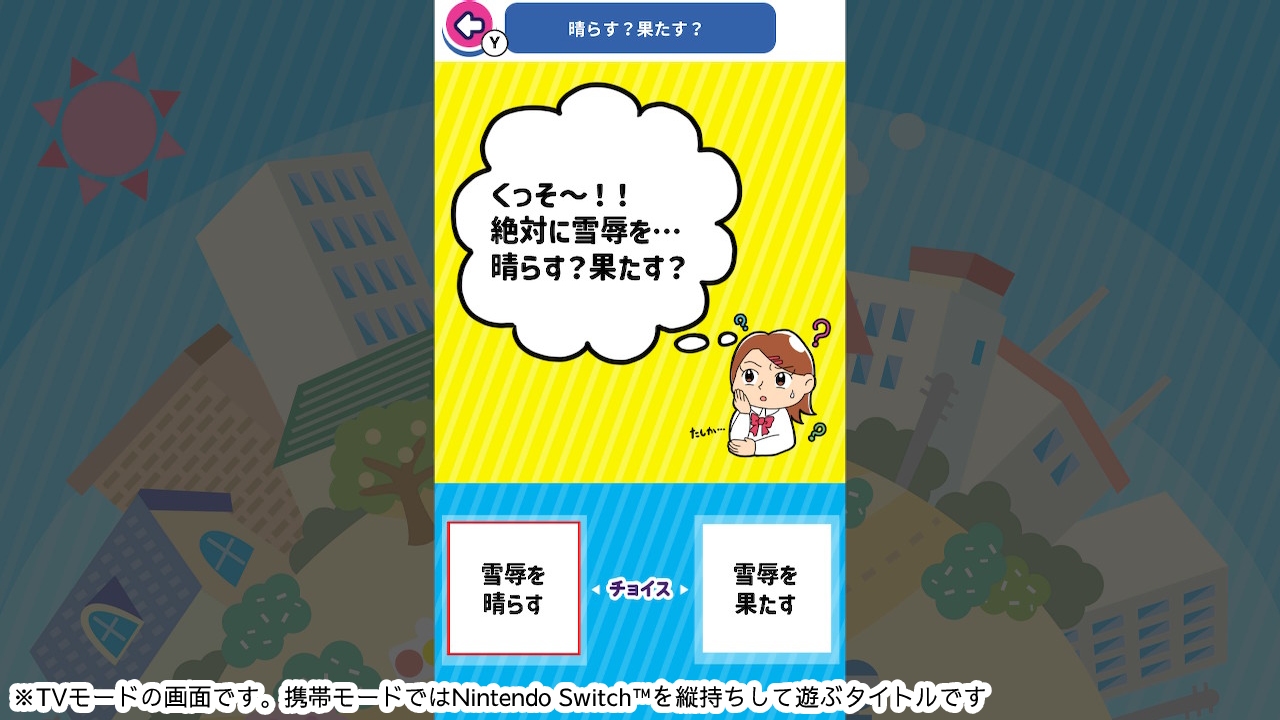 晴らす？果たす？
Y
くっそ～！！
絶対に雪辱を…
晴らす？果たす？
たしか…
雪辱を
晴らす
チョイス
雪辱を
果たす
※TVモードの画面です。携帯モードではNintendo Switch™を縦持ちして遊ぶタイトルです